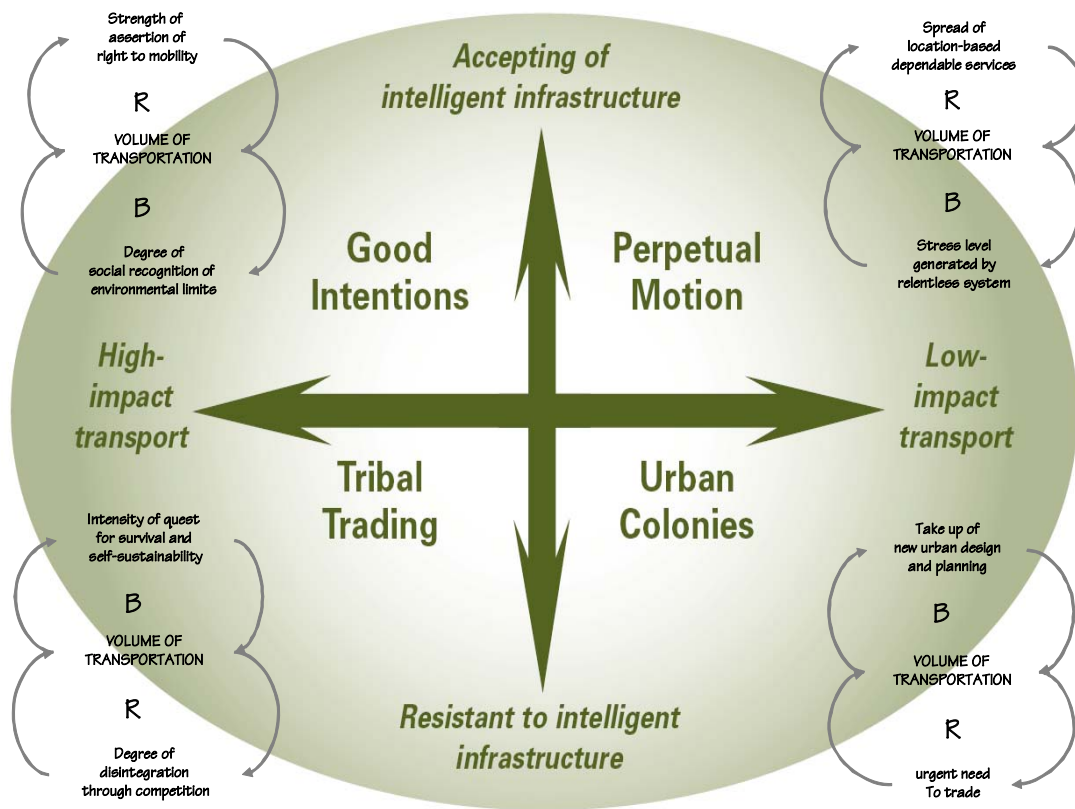 Strength of
assertion of
right to mobility
R
VOLUME OF
TRANSPORTATION
B
Degree of
social recognition of
environmental limits
Accepting of
intelligent infrastructure
Spread of
location-based
dependable services
R
VOLUME OF
TRANSPORTATION
B
Stress level
generated by
relentless system
Good
Intentions
Perpetual
Motion
High-
impact
transport
Low-
impact
transport
Tribal
Trading
Urban
Colonies
Intensity of quest
for survival and
self-sustainability
B
VOLUME OF
TRANSPORTATION
R
Degree of
disintegration
through competition
Resistant to intelligent
infrastructure
Take up of
new urban design
and planning
B
VOLUME OF
TRANSPORTATION
R
urgent need
To trade